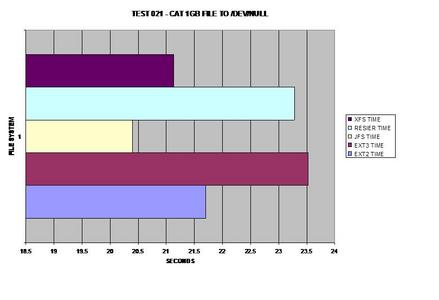 TEST 021 - CAT 1GB FILE TO /DEV/NULL
FILE SYSTEM
1
XFS TIME
RESIER TIME
JFS TIME
EXT3 TIME
EXT2 TIME
18.5 19 19.5 20 20.5 21 21.5 22 22.5 23 23.5 24
SECONDS